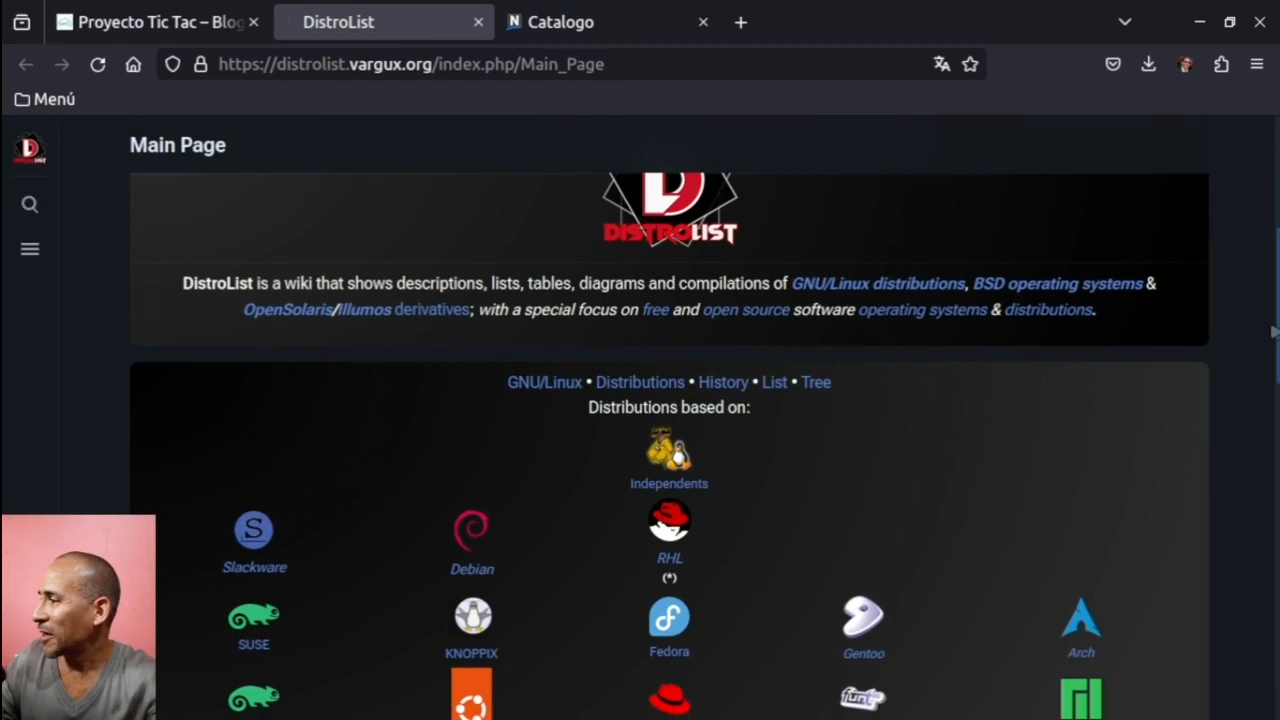 Proyecto Tic Tac – Blog
DistroList
Catalogo
https://distrolist.vargux.org/index.php/Main_Page
Menú
Main Page
DISTROLIST
DistroList is a wiki that shows descriptions, lists, tables, diagrams and compilations of GNU/Linux distributions, BSD operating systems &
OpenSolaris/Illumos derivatives; with a special focus on free and open source software operating systems & distributions.
GNU/Linux • Distributions • History • List • Tree
Distributions based on:
Independents
Slackware
Debian
RHL
(*)
SUSE
KNOPPIX
Fedora
Gentoo
Arch